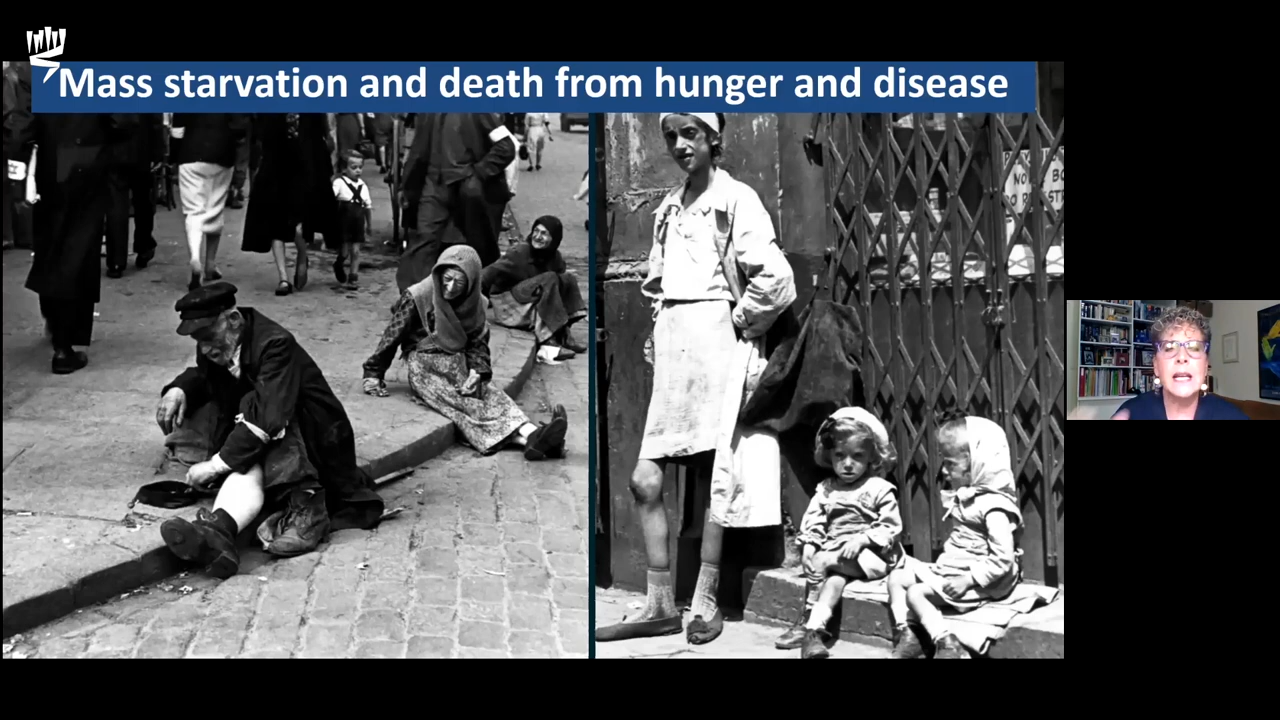 Mass starvation and death from hunger and disease